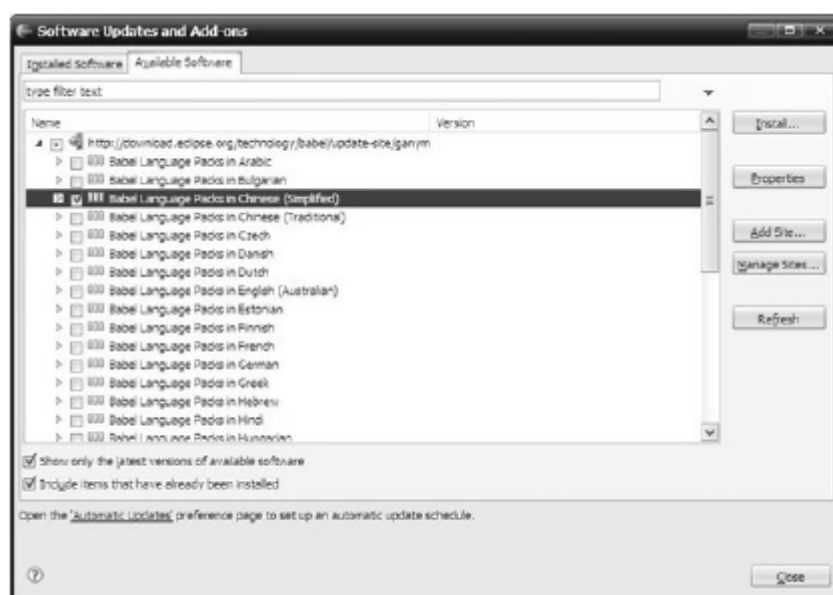 Software Updates and Add-ons
Installed Software
Available Software
type filter text
Name
Version
http://download.eclipse.org/technology/babel/update-site/ganym
Babel Language Packs in Arabic
Babel Language Packs in Bulgarian
Babel Language Packs in Chinese (Simplified)
Babel Language Packs in Chinese (Traditional)
Babel Language Packs in Czech
Babel Language Packs in Danish
Babel Language Packs in Dutch
Babel Language Packs in English (Australian)
Babel Language Packs in Estonian
Babel Language Packs in Finnish
Babel Language Packs in French
Babel Language Packs in German
Babel Language Packs in Greek
Babel Language Packs in Hebrew
Babel Language Packs in Hindi
Babel Language Packs in Hungarian
Install...
Properties
Add Site...
Manage Sites...
Refresh
Show only the latest versions of available software
Include items that have already been installed
Open the 'Automatic Updates' preference page to set up an automatic update schedule.
?
Close